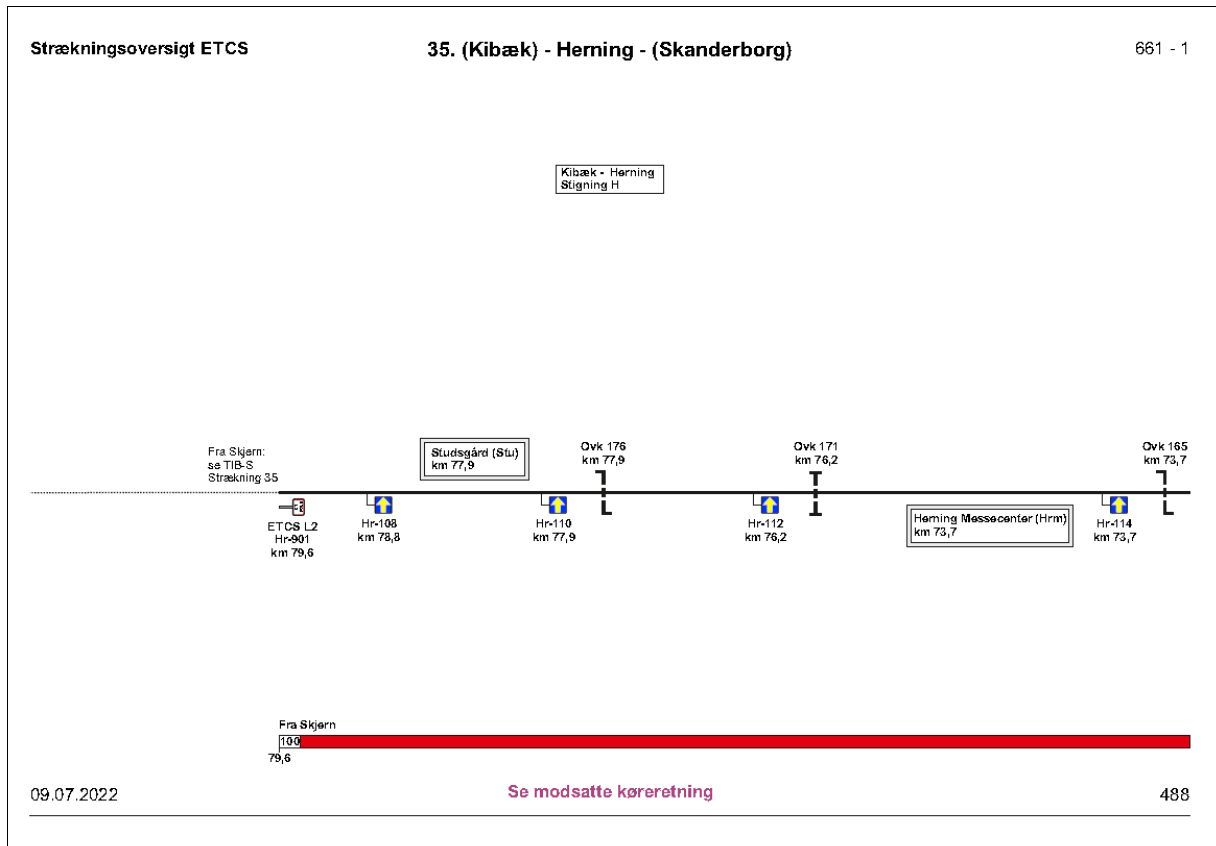 Strækningsoversigt ETCS
35. (Kibæk) - Herning - (Skanderborg)
661 - 1
Kibæk - Herning
Stigning H
Fra Skjern:
se TIB-S
Strækning 35
Studsgård (Stu)
km 77,9
Ovk 176
km 77,9
Ovk 171
km 76,2
Ovk 165
km 73,7
ETCS L2
Hr-901
km 79,6
Hr-108
km 78,8
Hr-110
km 77,9
Hr-112
km 76,2
Herning Messecenter (Hrm)
km 73,7
Hr-114
km 73,7
Fra Skjern
100
79,6
09.07.2022
Se modsatte køreretning
488